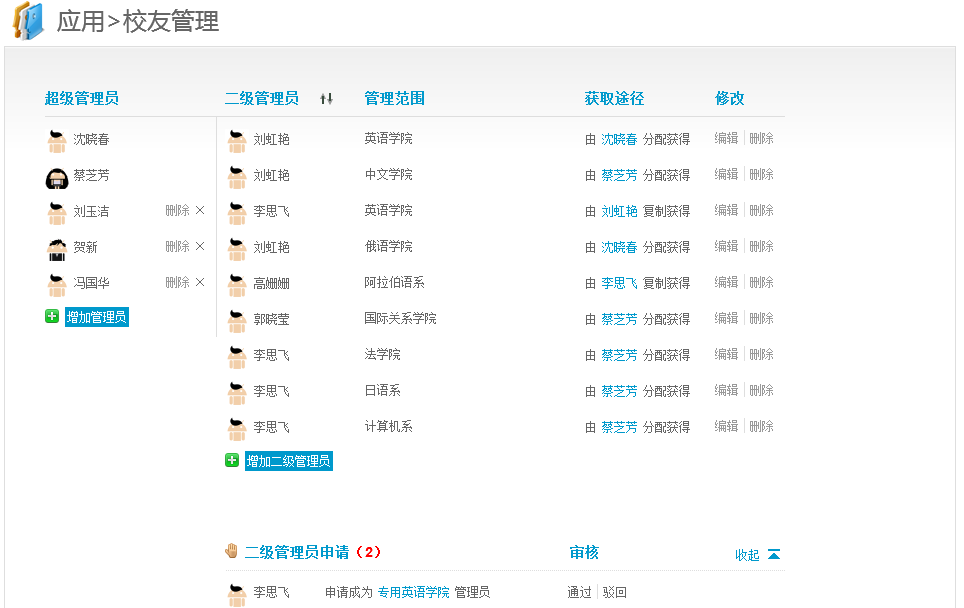 应用>校友管理
超级管理员 二级管理员 管理范围 获取途径 修改
沈晓春 刘虹艳 英语学院 由 沈晓春 分配获得 编辑 删除
蔡芝芳 刘虹艳 中文学院 由 蔡芝芳 分配获得 编辑 删除
刘玉洁 删除 × 李思飞 英语学院 由 刘虹艳 复制获得 编辑 删除
贺新 删除 × 刘虹艳 俄语学院 由 沈晓春 分配获得 编辑 删除
冯国华 删除 × 高姗姗 阿拉伯语系 由 李思飞 复制获得 编辑 删除
增加管理员 郭晓莹 国际关系学院 由 蔡芝芳 分配获得 编辑 删除
李思飞 法学院 由 蔡芝芳 分配获得 编辑 删除
李思飞 日语系 由 蔡芝芳 分配获得 编辑 删除
李思飞 计算机系 由 蔡芝芳 分配获得 编辑 删除
增加二级管理员
二级管理员申请（2） 审核 收起
李思飞 申请成为 专用英语学院 管理员 通过 驳回